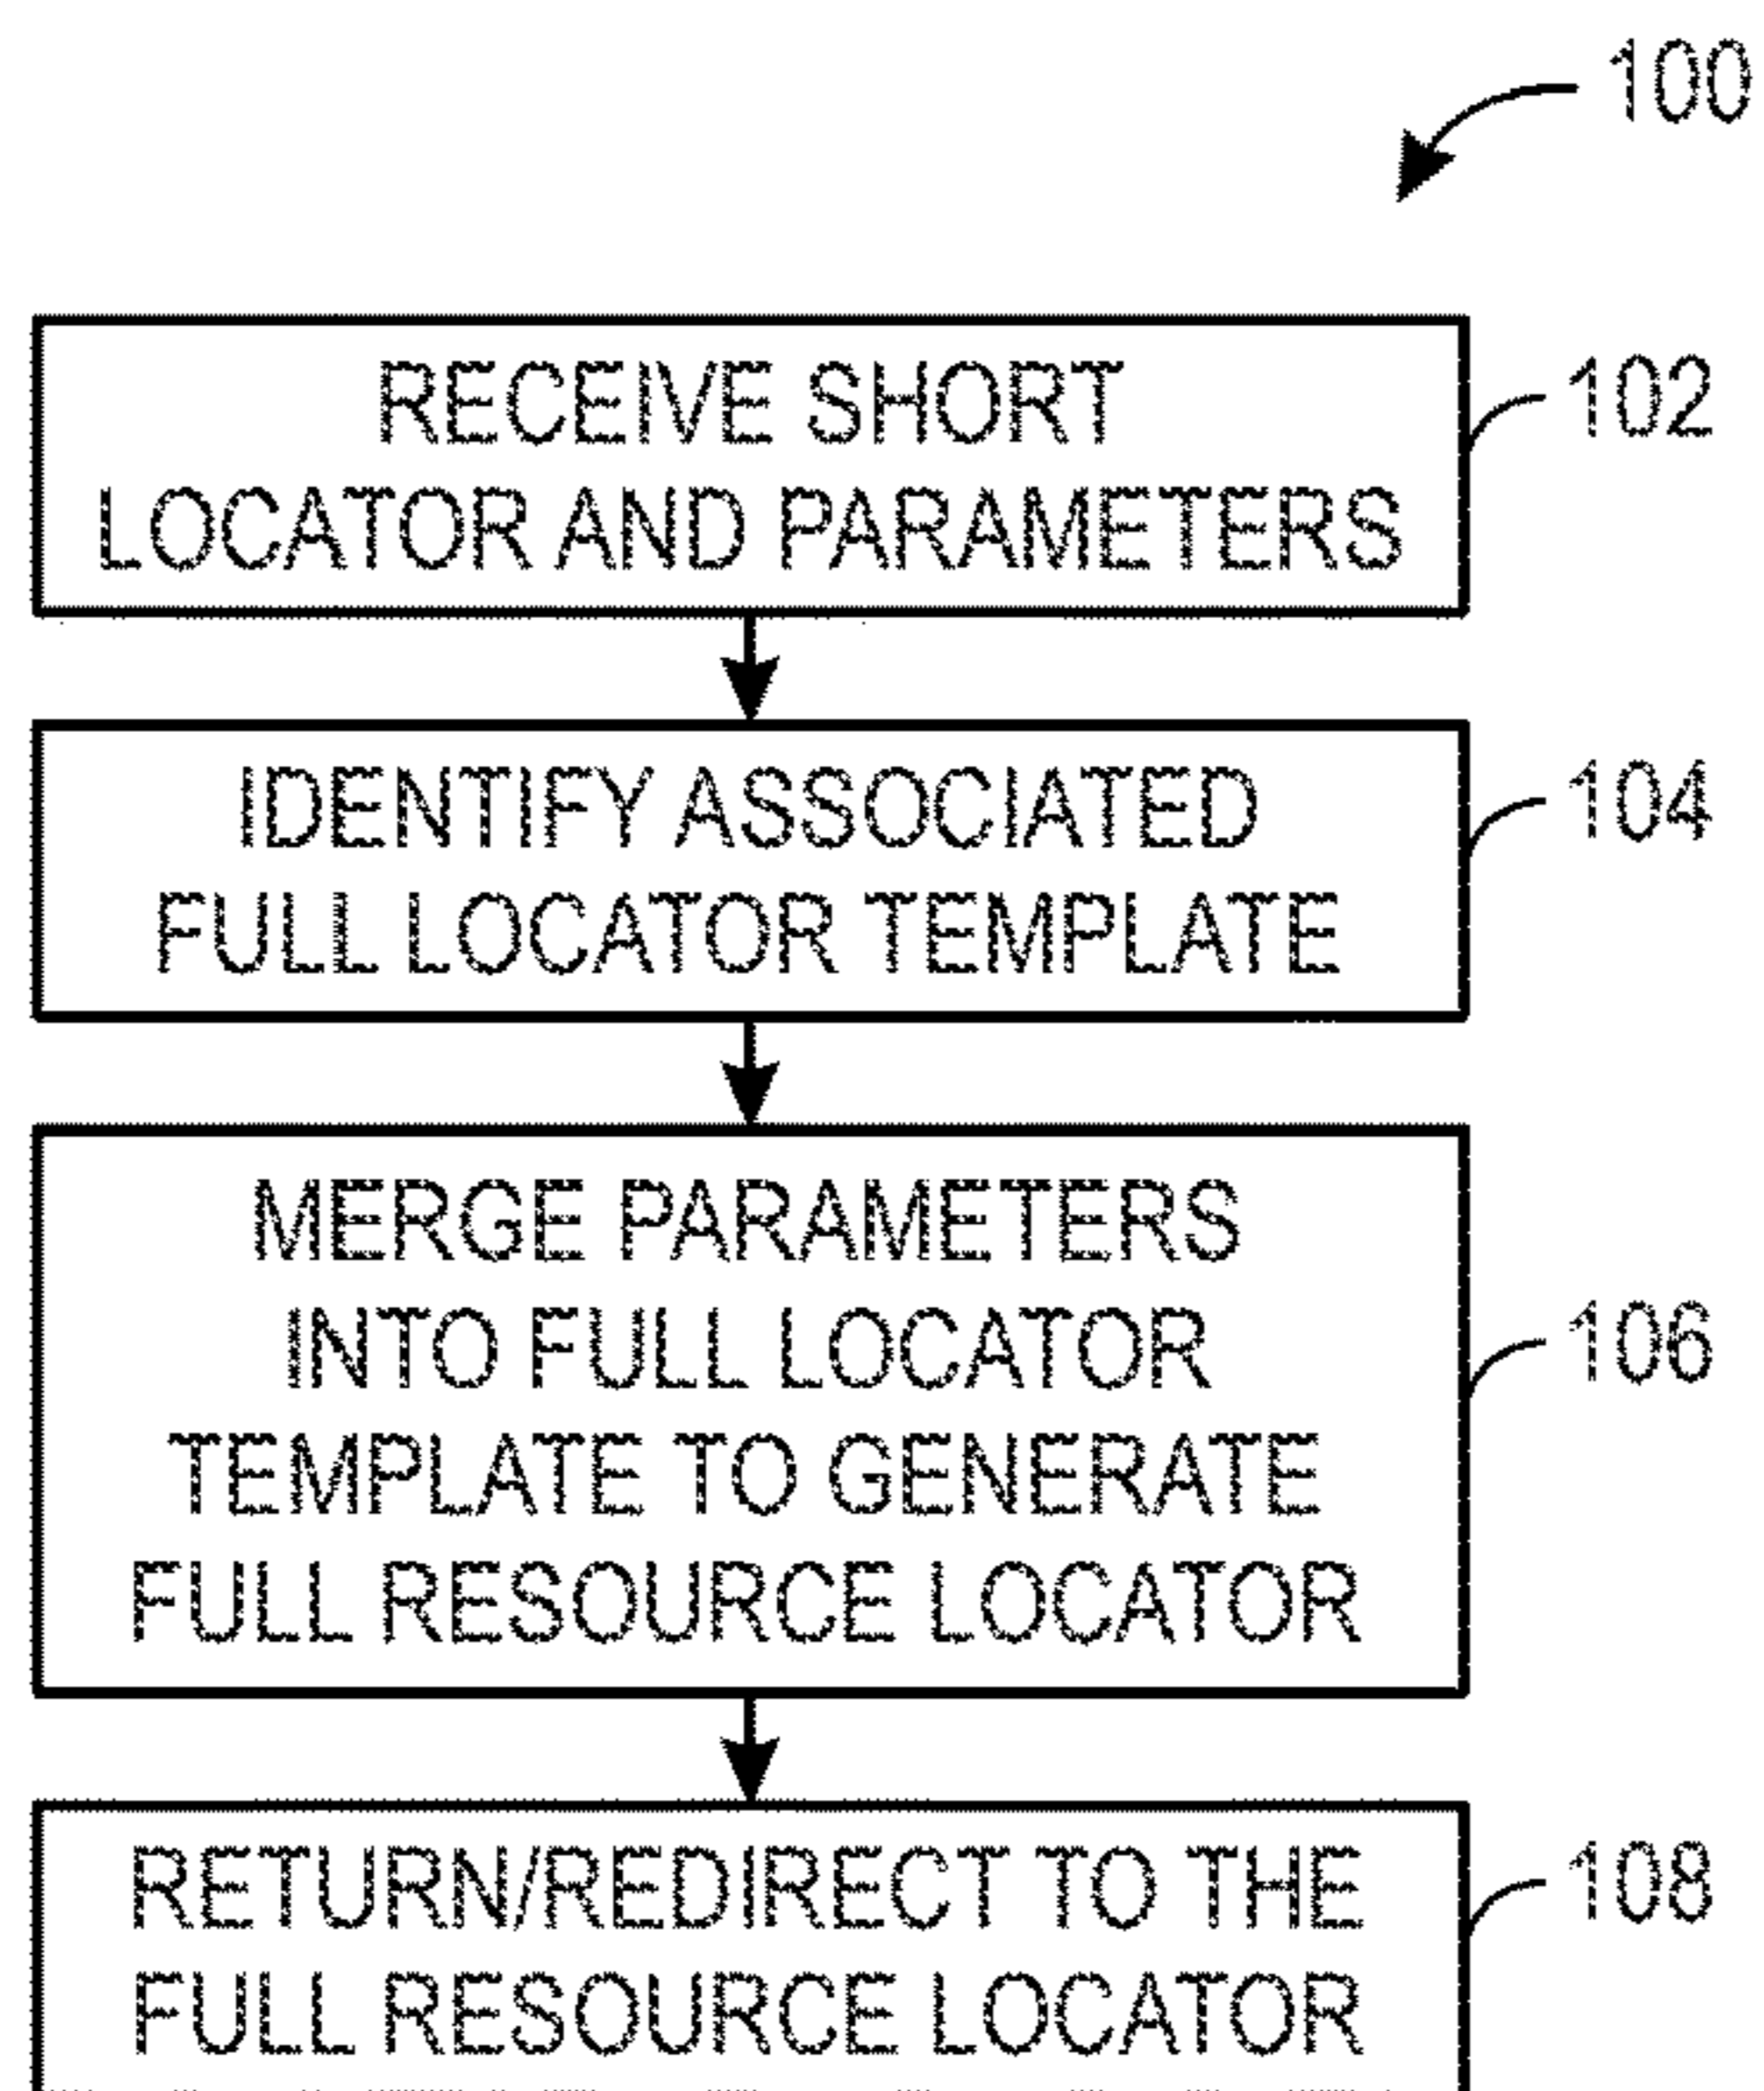 100
RECEIVE SHORT
LOCATOR AND PARAMETERS
102
IDENTIFY ASSOCIATED
FULL LOCATOR TEMPLATE
104
MERGE PARAMETERS
INTO FULL LOCATOR
TEMPLATE TO GENERATE
FULL RESOURCE LOCATOR
106
RETURN/REDIRECT TO THE
FULL RESOURCE LOCATOR
108